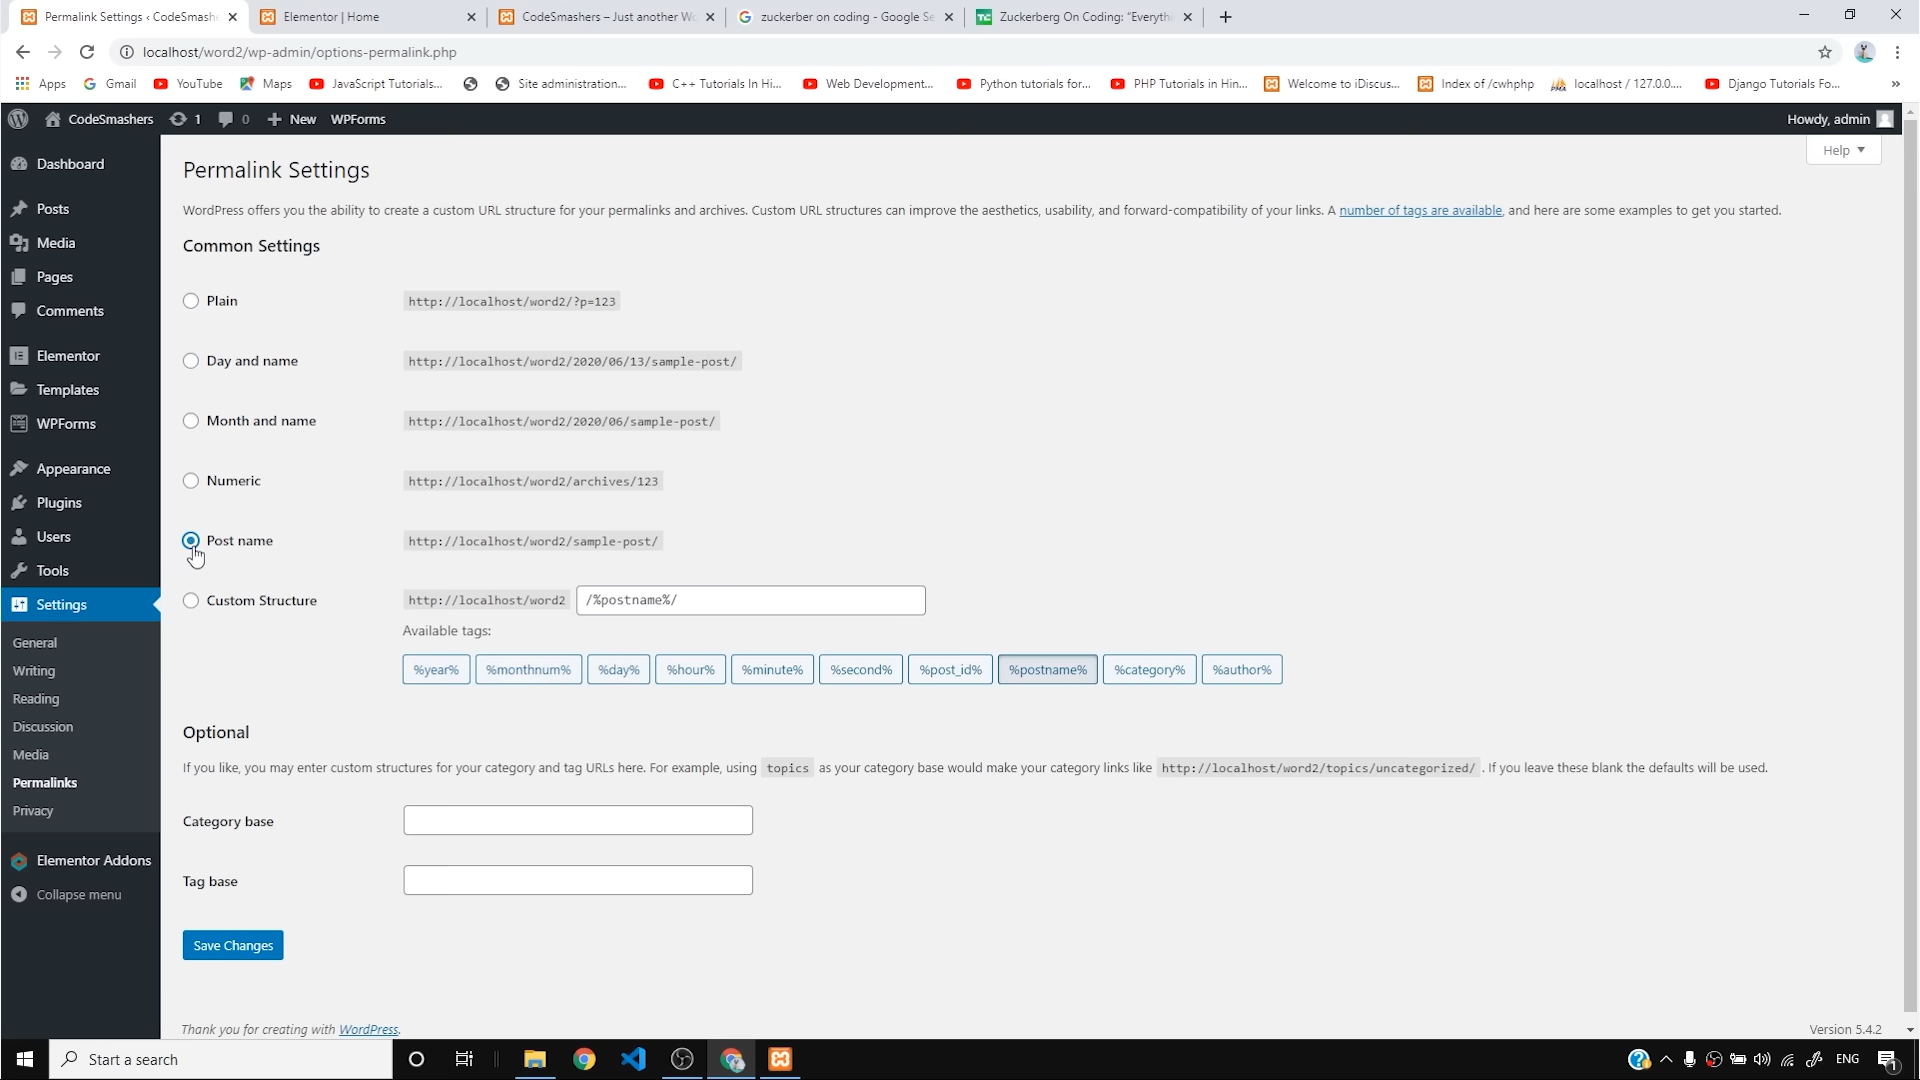 Permalink Settings ‹ CodeSmashe
Elementor | Home
CodeSmashers – Just another Wo
zuckerber on coding - Google Se
Zuckerberg On Coding: “Everythi
localhost/word2/wp-admin/options-permalink.php
Apps
Gmail
YouTube
Maps
JavaScript Tutorials...
Site administration...
C++ Tutorials In Hi...
Web Development...
Python tutorials for...
PHP Tutorials in Hin...
Welcome to iDiscus...
Index of /cwhphp
localhost / 127.0.0....
Django Tutorials Fo...
»
CodeSmashers
1
0
New
WPForms
Howdy, admin
Help
Dashboard
Posts
Media
Pages
Comments
Elementor
Templates
WPForms
Appearance
Plugins
Users
Tools
Settings
General
Writing
Reading
Discussion
Media
Permalinks
Privacy
Elementor Addons
Collapse menu
Permalink Settings
WordPress offers you the ability to create a custom URL structure for your permalinks and archives. Custom URL structures can improve the aesthetics, usability, and forward-compatibility of your links. A number of tags are available, and here are some examples to get you started.
Common Settings
Plain http://localhost/word2/?p=123
Day and name http://localhost/word2/2020/06/13/sample-post/
Month and name http://localhost/word2/2020/06/sample-post/
Numeric http://localhost/word2/archives/123
Post name http://localhost/word2/sample-post/
Custom Structure http://localhost/word2 /%postname%/
Available tags:
%year% %monthnum% %day% %hour% %minute% %second% %post_id% %postname% %category% %author%
Optional
If you like, you may enter custom structures for your category and tag URLs here. For example, using topics as your category base would make your category links like http://localhost/word2/topics/uncategorized/ . If you leave these blank the defaults will be used.
Category base
Tag base
Save Changes
Thank you for creating with WordPress.
Version 5.4.2
Start a search
ENG
1